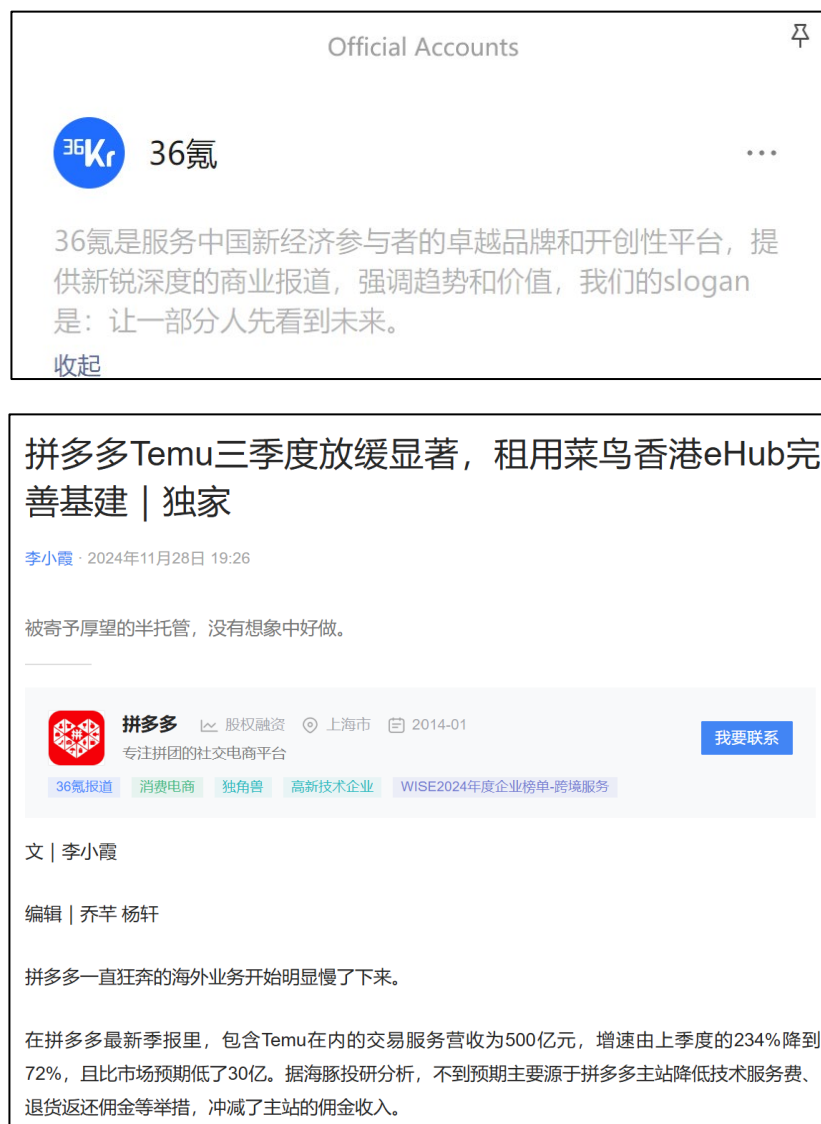 Official Accounts
36Kr
36氪
36氪是服务中国新经济参与者的卓越品牌和开创性平台，提
供新锐深度的商业报道，强调趋势和价值，我们的slogan
是：让一部分人先看到未来。
收起
拼多多Temu三季度放缓显著，租用菜鸟香港eHub完
善基建｜独家
李小霞 · 2024年11月28日 19:26
被寄予厚望的半托管，没有想象中好做。
拼
拼多多 股权融资 上海市 2014-01
专注拼团的社交电商平台
我要联系
36氪报道 消费电商 独角兽 高新技术企业 WISE2024年度企业榜单-跨境服务
文｜李小霞
编辑｜乔芊 杨轩
拼多多一直狂奔的海外业务开始明显慢了下来。
在拼多多最新季报里，包含Temu在内的交易服务营收为500亿元，增速由上季度的234%降到
72%，且比市场预期低了30亿。据海豚投研分析，不到预期主要源于拼多多主站降低技术服务费、
退货返还佣金等举措，冲减了主站的佣金收入。